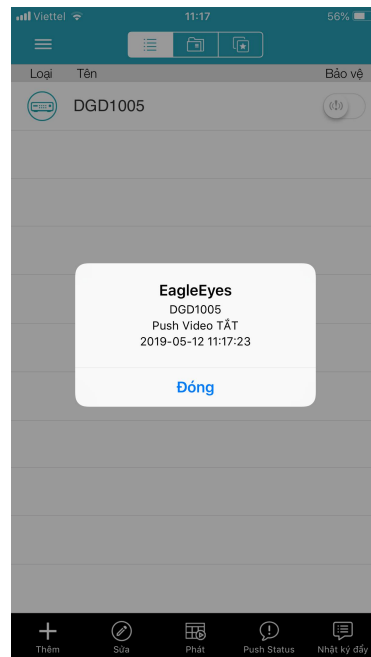 Viettel 11:17 56%
Loại Tên Bảo vệ
DGD1005
EagleEyes
DGD1005
Push Video TẮT
2019-05-12 11:17:23
Đóng
Thêm Sửa Phát Push Status Nhật ký đẩy